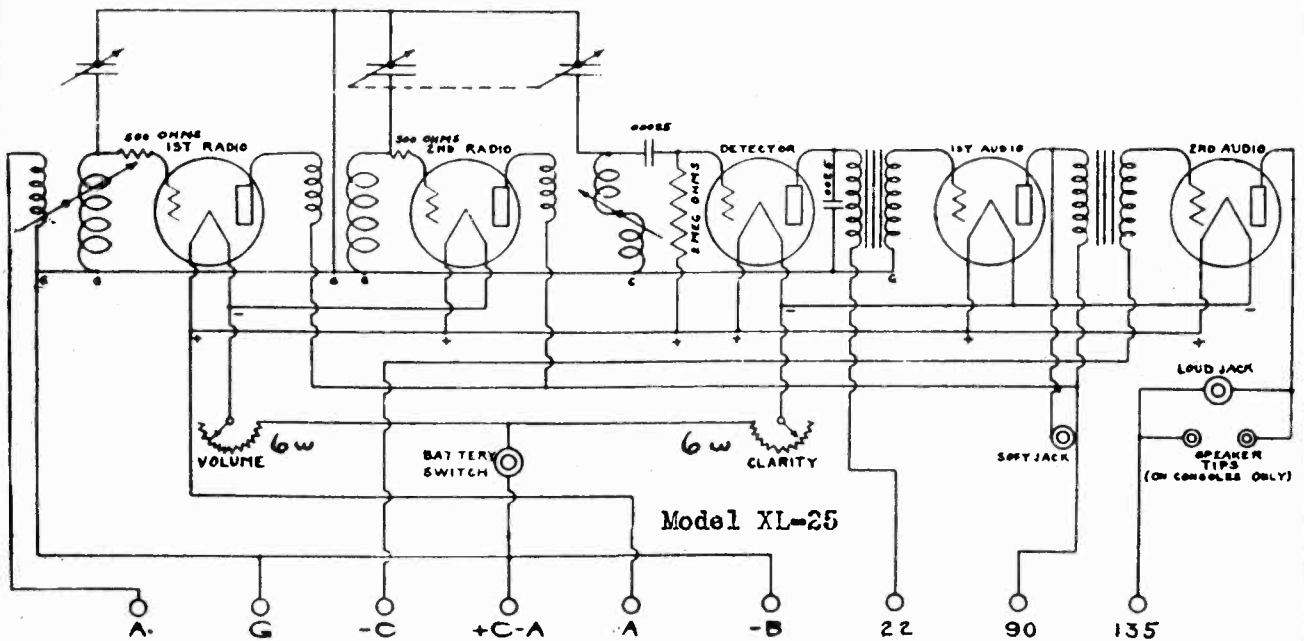 500 OHMS
1ST RADIO
500 OHMS
2ND RADIO
.00025
DETECTOR
.0025
1ST AUDIO
2ND AUDIO
2 MEG OHMS
G
G
G
G
G
G
-
-
-
+
+
+
+
+
+
LOUD JACK
VOLUME
6 ω
BATTERY
SWITCH
6 ω
CLARITY
SOFT JACK
SPEAKER
TIPS
(ON CONSOLES ONLY)
Model XL-25
A.
G
-C
+C-A
A
-B
22
90
135